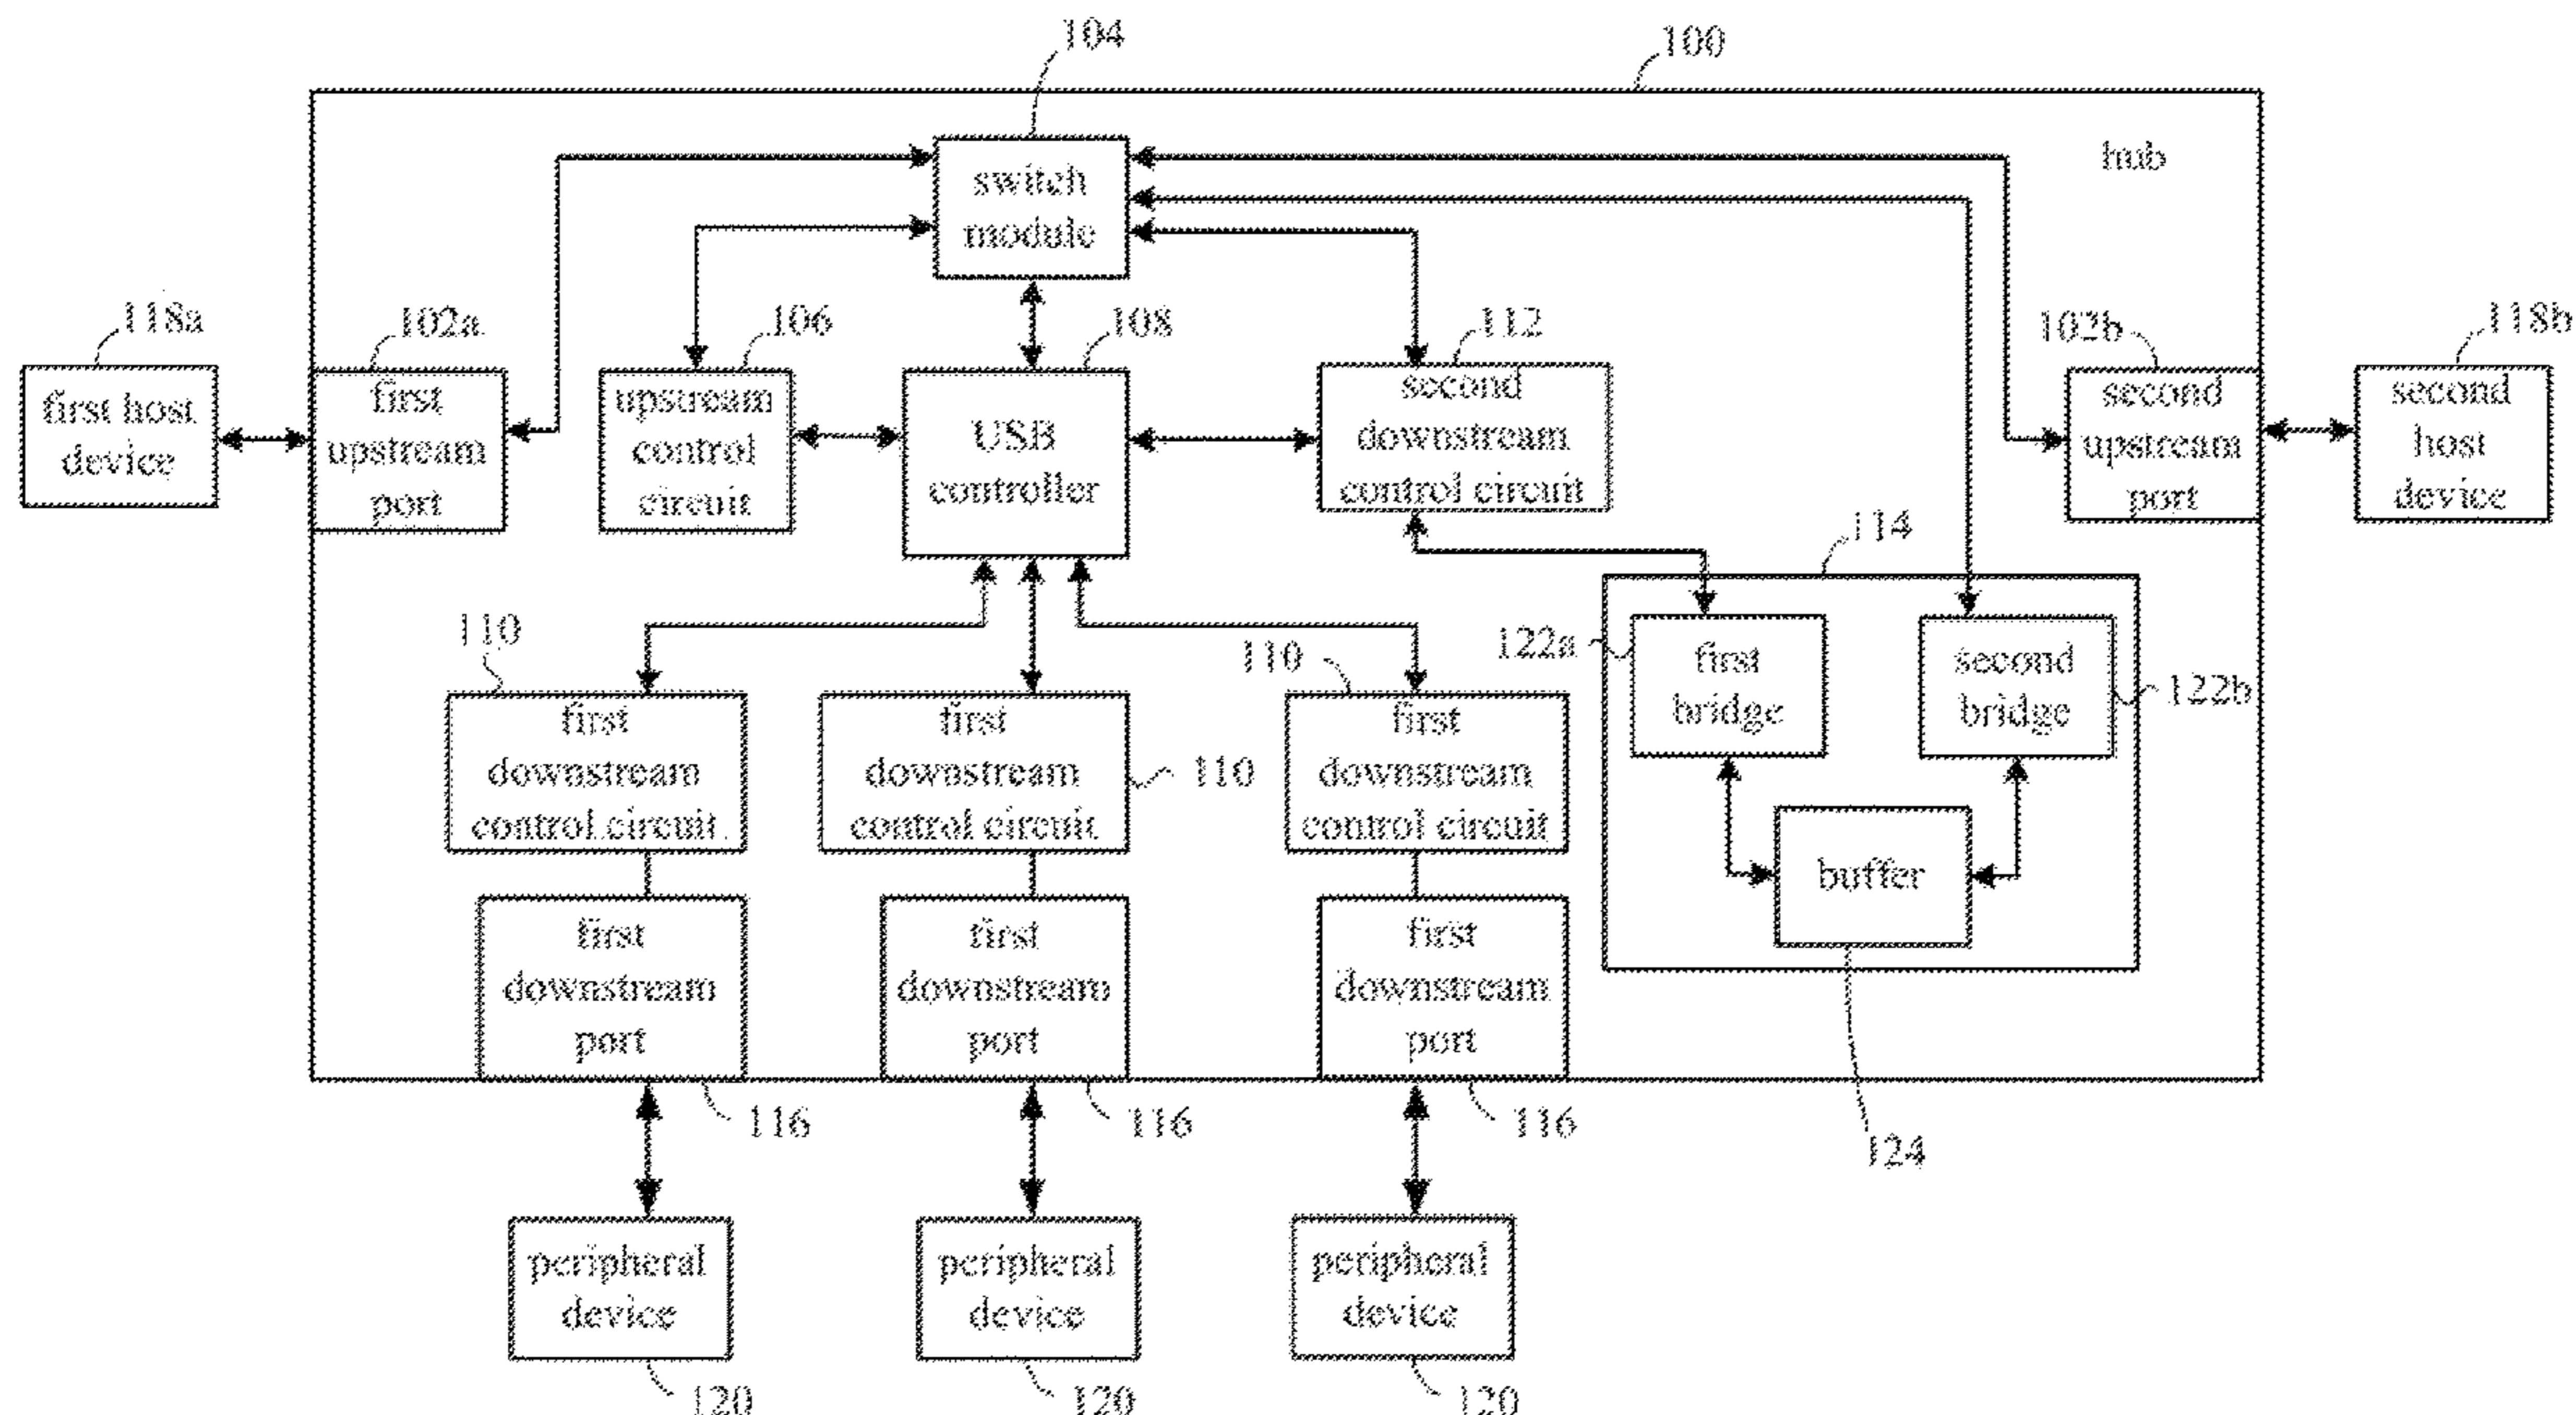 104
100
hub
switch
module
118a
102a
106
108
112
102b
118b
first host
device
first
upstream
port
upstream
control
circuit
USB
controller
second
downstream
control circuit
second
upstream
port
second
host
device
114
110
110
122a
first
bridge
second
bridge
122b
first
downstream
control circuit
first
downstream
control circuit
110
first
downstream
control circuit
buffer
first
downstream
port
first
downstream
port
first
downstream
port
116
116
116
124
peripheral
device
peripheral
device
peripheral
device
120
120
120